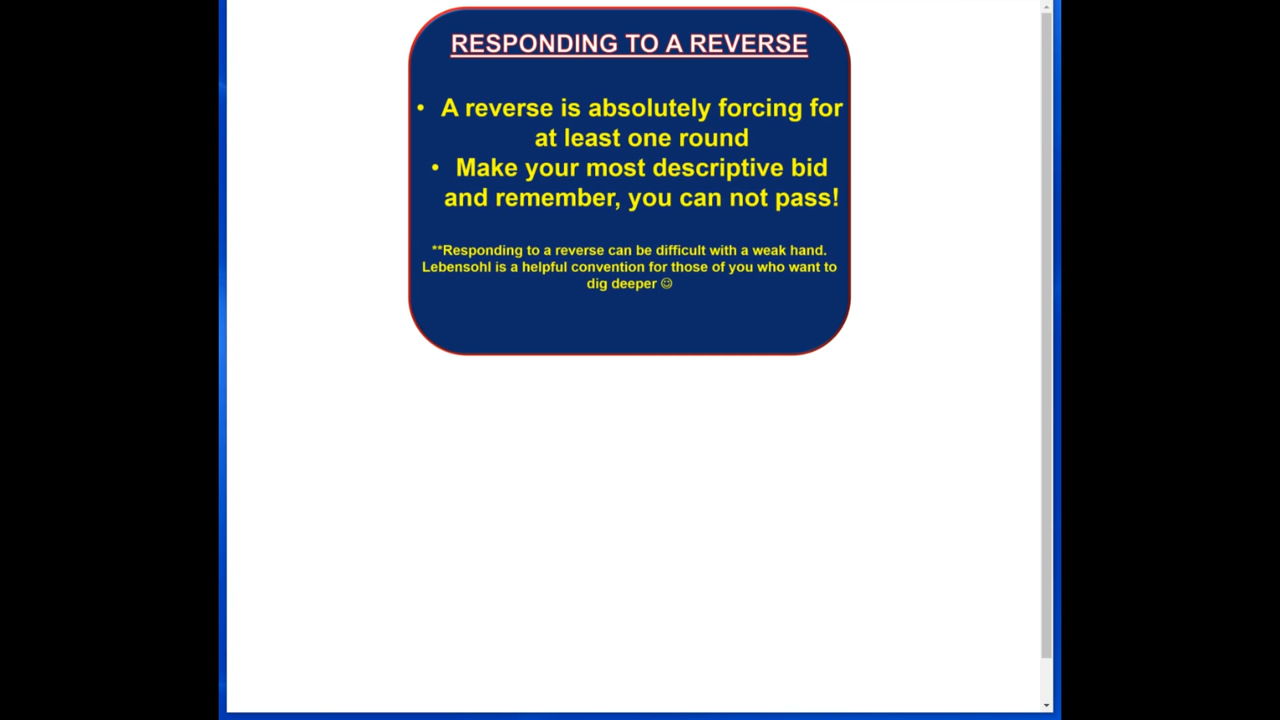 RESPONDING TO A REVERSE
• A reverse is absolutely forcing for
at least one round
• Make your most descriptive bid
and remember, you can not pass!
**Responding to a reverse can be difficult with a weak hand.
Lebensohl is a helpful convention for those of you who want to
dig deeper ☺